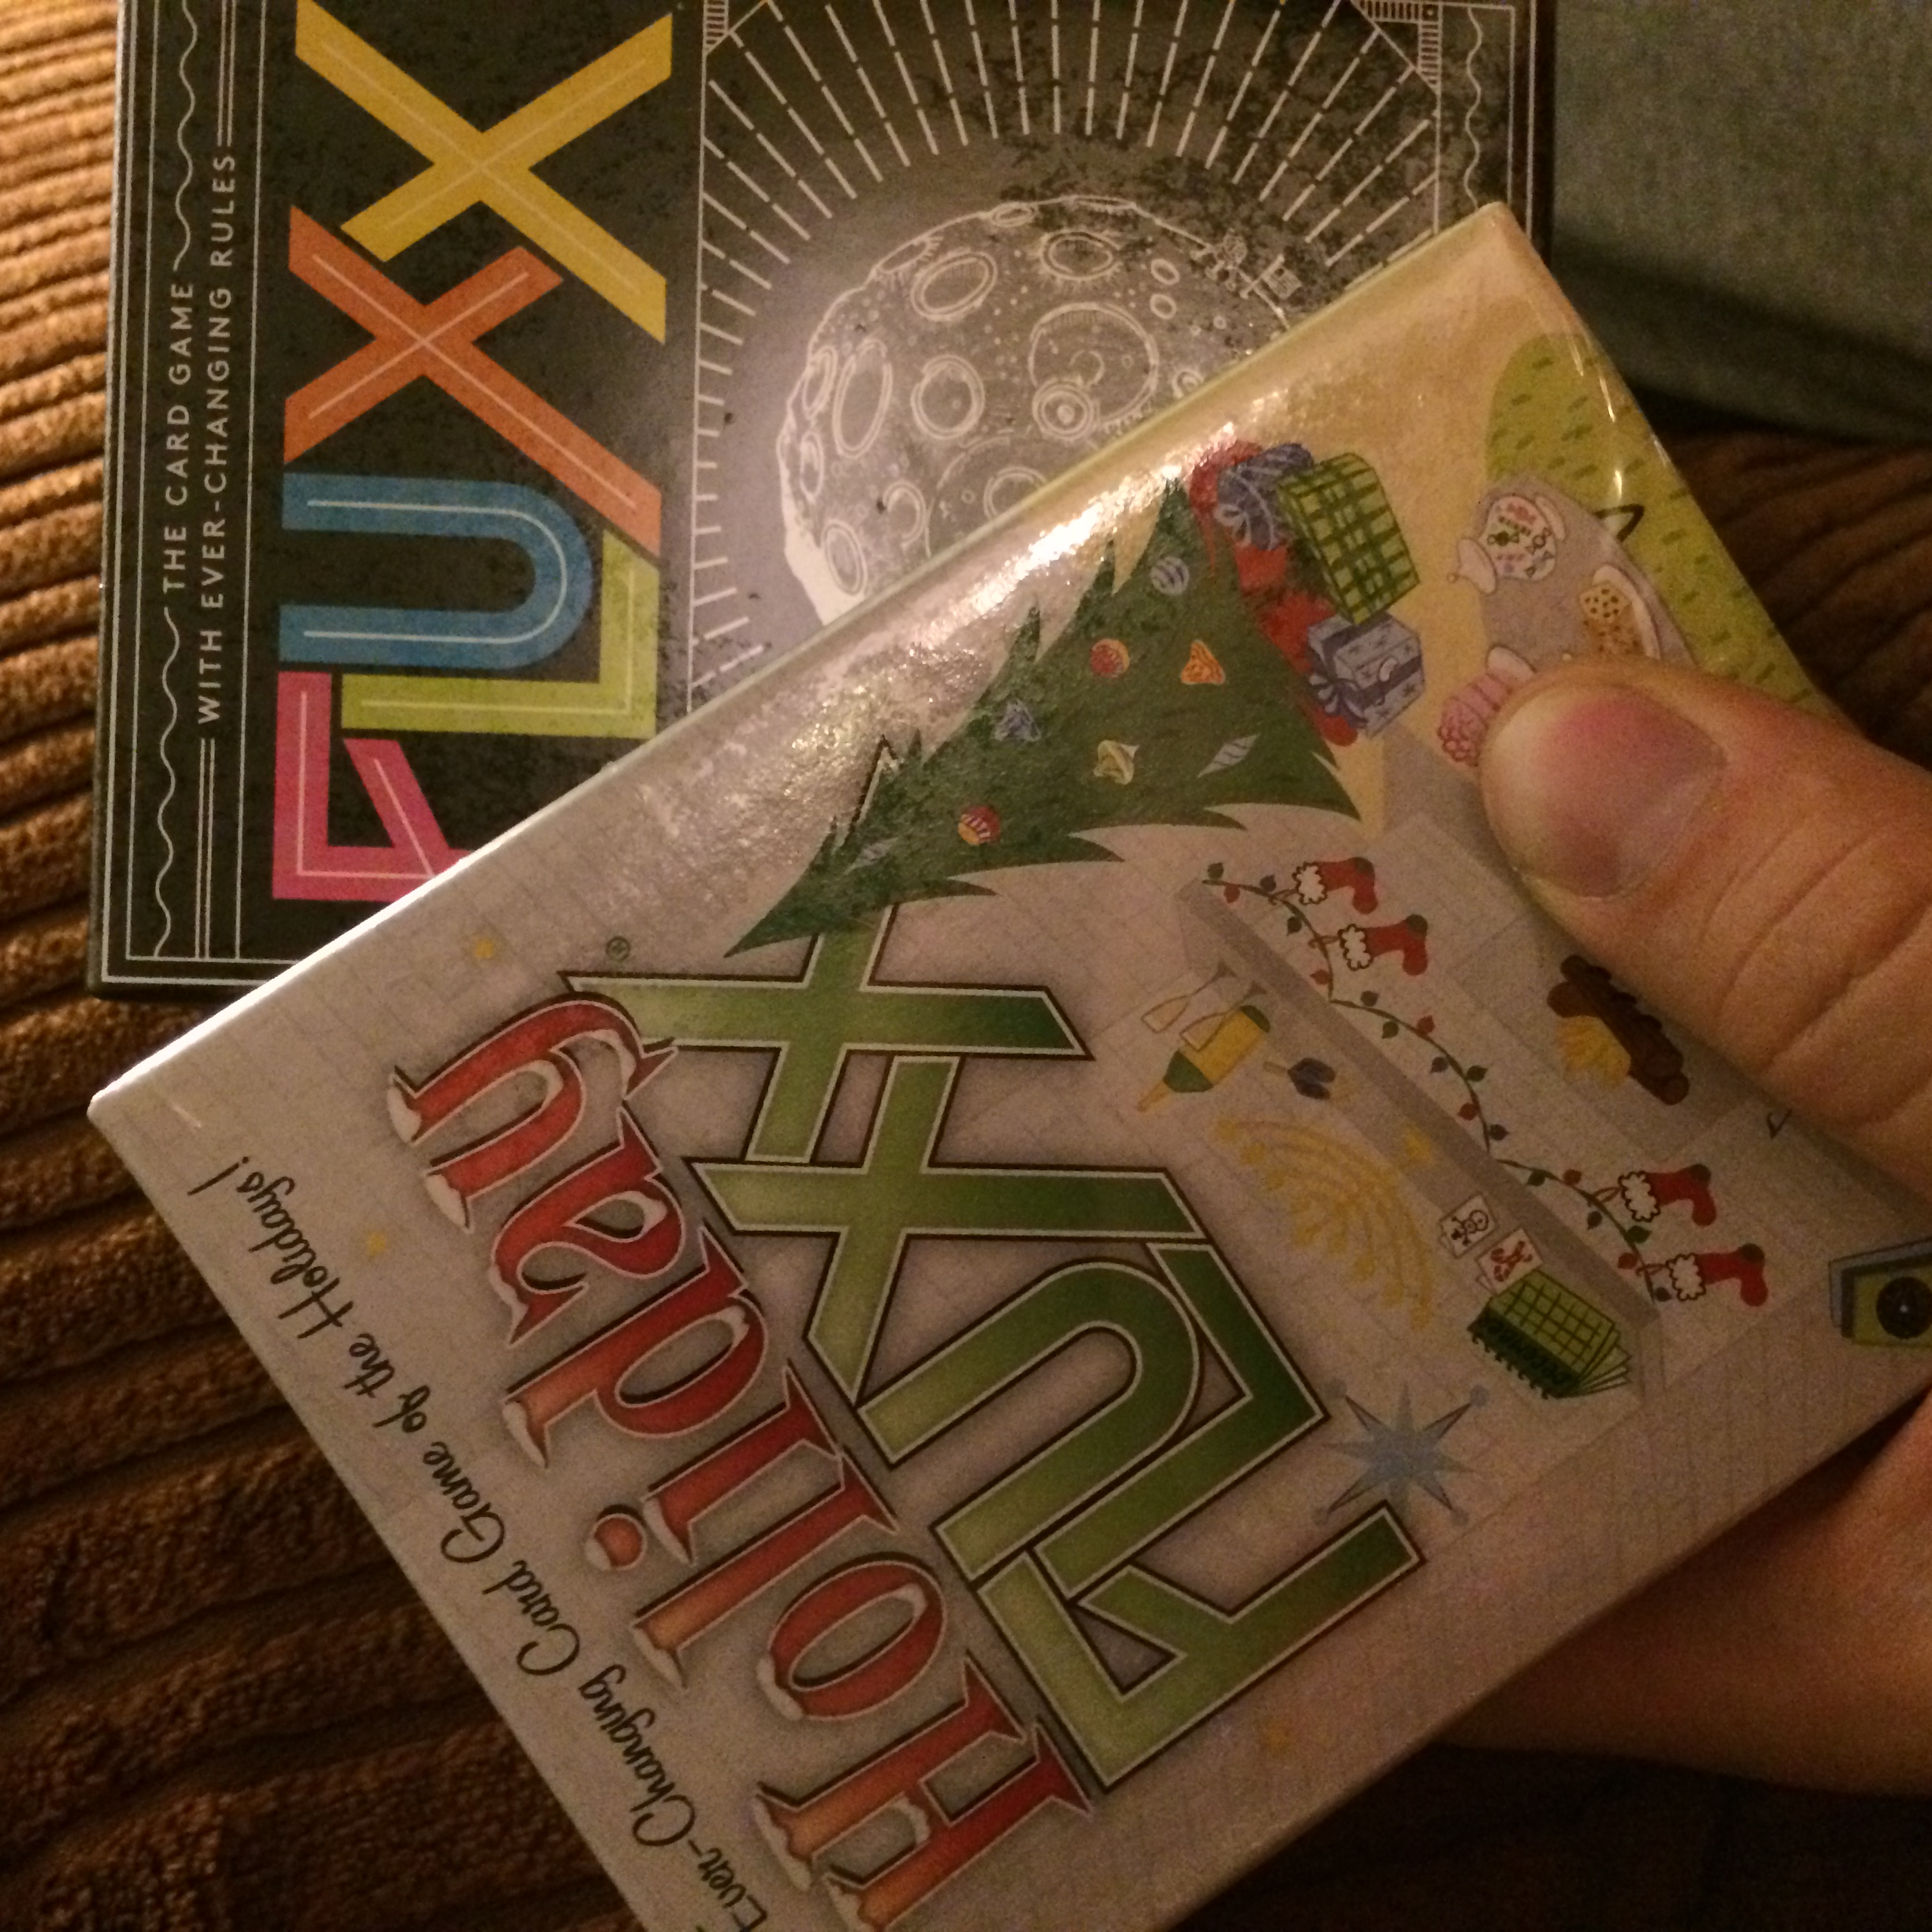 THE CARD GAME
WITH EVER-CHANGING RULES
FLUXX
Ever-Changing Card Game of the Holidays!
Holiday
FLUXX®